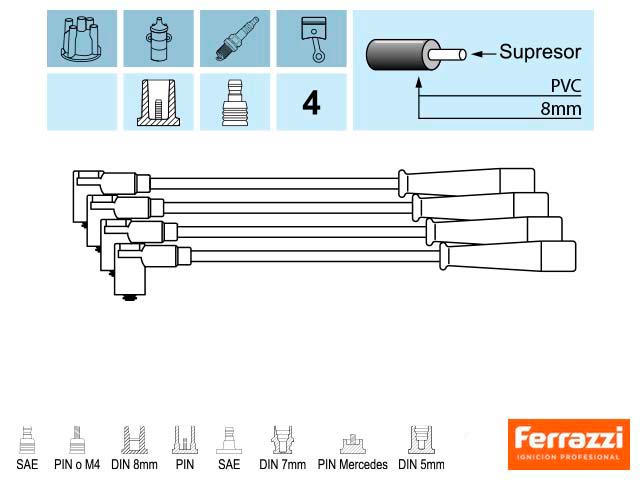 Supresor
PVC
4
8mm
SAE PIN o M4 DIN 8mm PIN SAE DIN 7mm PIN Mercedes DIN 5mm
Ferrazzi
IGNICION PROFESIONAL